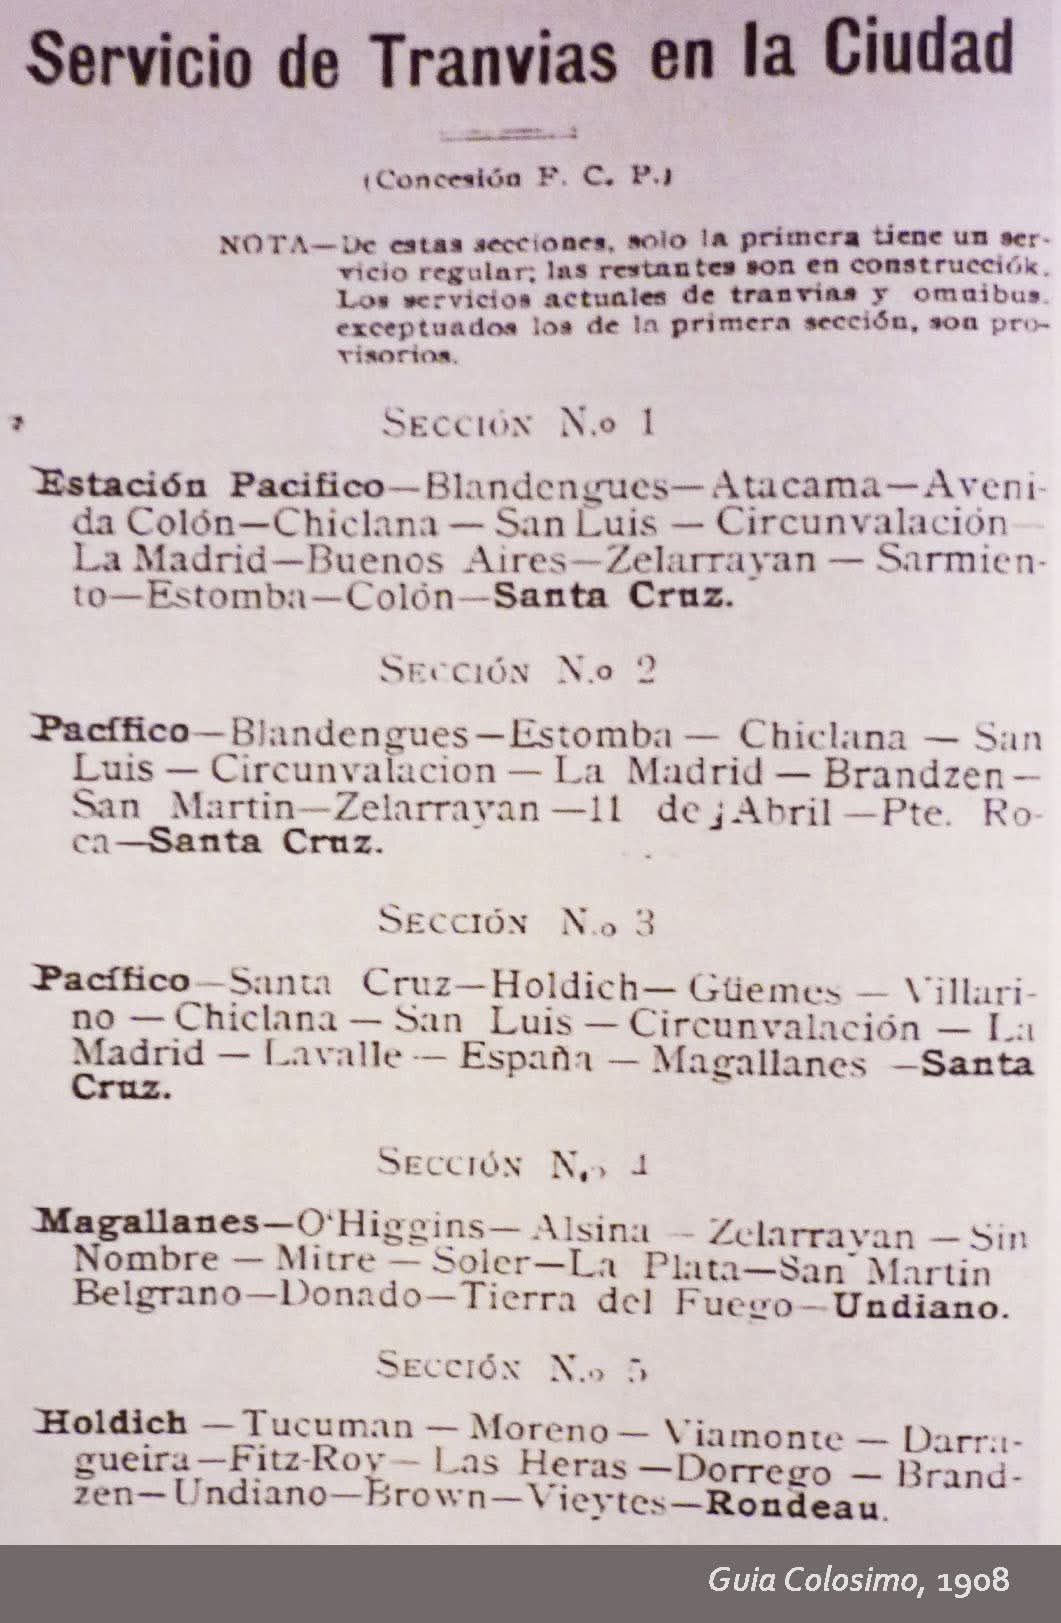 Servicio de Tranvias en la Ciudad
(Concesión F. C. P.)
NOTA—De estas secciones, solo la primera tiene un ser-
vicio regular; las restantes son en construcciók.
Los servicios actuales de tranvias y omnibus,
exceptuados los de la primera sección, son pro-
visorios.
SECCIÓN N.o 1
Estación Pacifico—Blandengues—Atacama—Aveni-
da Colón—Chiclana — San Luis — Circunvalación
La Madrid—Buenos Aires—Zelarrayan — Sarmien-
to—Estomba—Colón—Santa Cruz.
SECCIÓN N.o 2
Pacífico—Blandengues—Estomba — Chiclana — San
Luis — Circunvalacion — La Madrid — Brandzen—
San Martin—Zelarrayan —11 de j Abril —Pte. Ro-
ca—Santa Cruz.
SECCIÓN N.o 3
Pacífico—Santa Cruz—Holdich— Güemes — Villari-
no — Chiclana — San Luis — Circunvalación — La
Madrid — Lavalle — España — Magallanes —Santa
Cruz.
SECCIÓN N.o 4
Magallanes—O'Higgins— Alsina — Zelarrayan — Sin
Nombre — Mitre — Soler—La Plata—San Martin
Belgrano—Donado—Tierra del Fuego—Undiano.
SECCIÓN N.o 5
Holdich — Tucuman — Moreno— Viamonte — Darra-
gueira—Fitz-Roy— Las Heras —Dorrego — Brand-
zen— Undiano—Brown—Vieytes—Rondeau.
Guia Colosimo, 1908